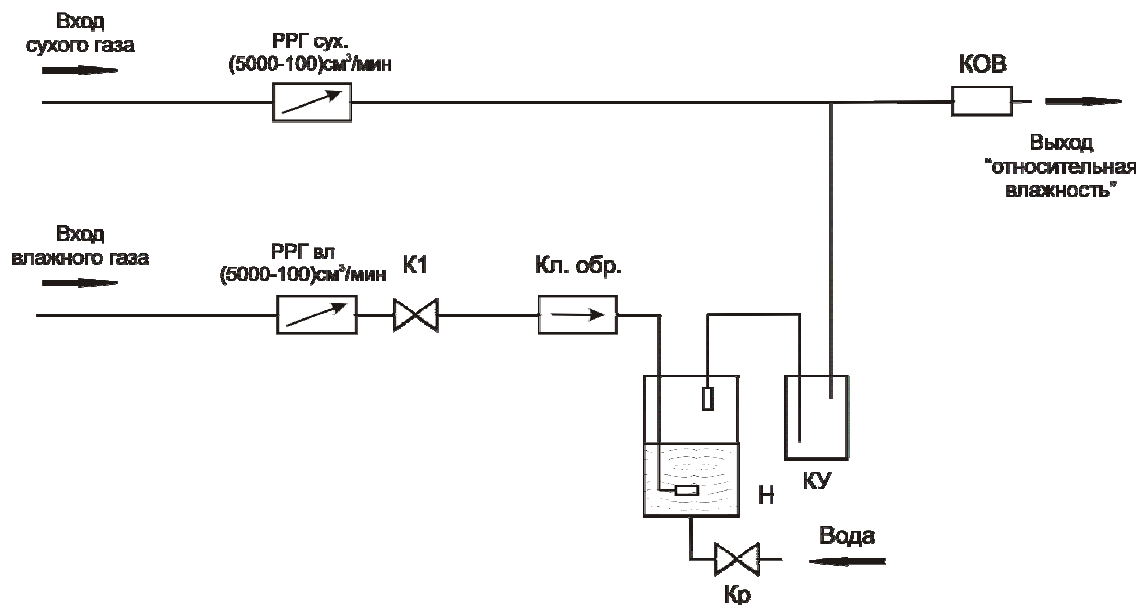 Вход
сухого газа
РРГ сух.
(5000-100)см³/мин
КОВ
Выход
“относительная
влажность”
Вход
влажного газа
РРГ вл
(5000-100)см³/мин
К1
Кл. обр.
КУ
Н
Вода
Кр